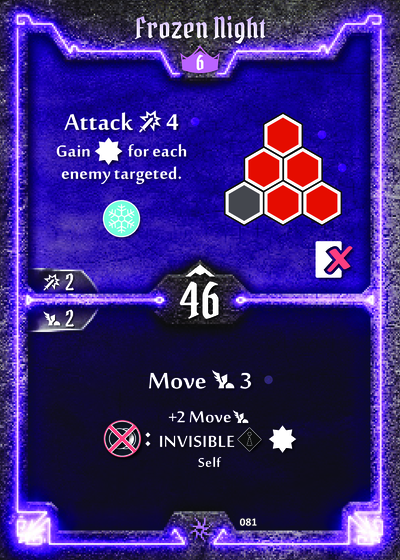 Frozen Night
6
Attack 4
Gain for each
enemy targeted.
2
46
2
Move 3
+2 Move
: INVISIBLE
Self
081